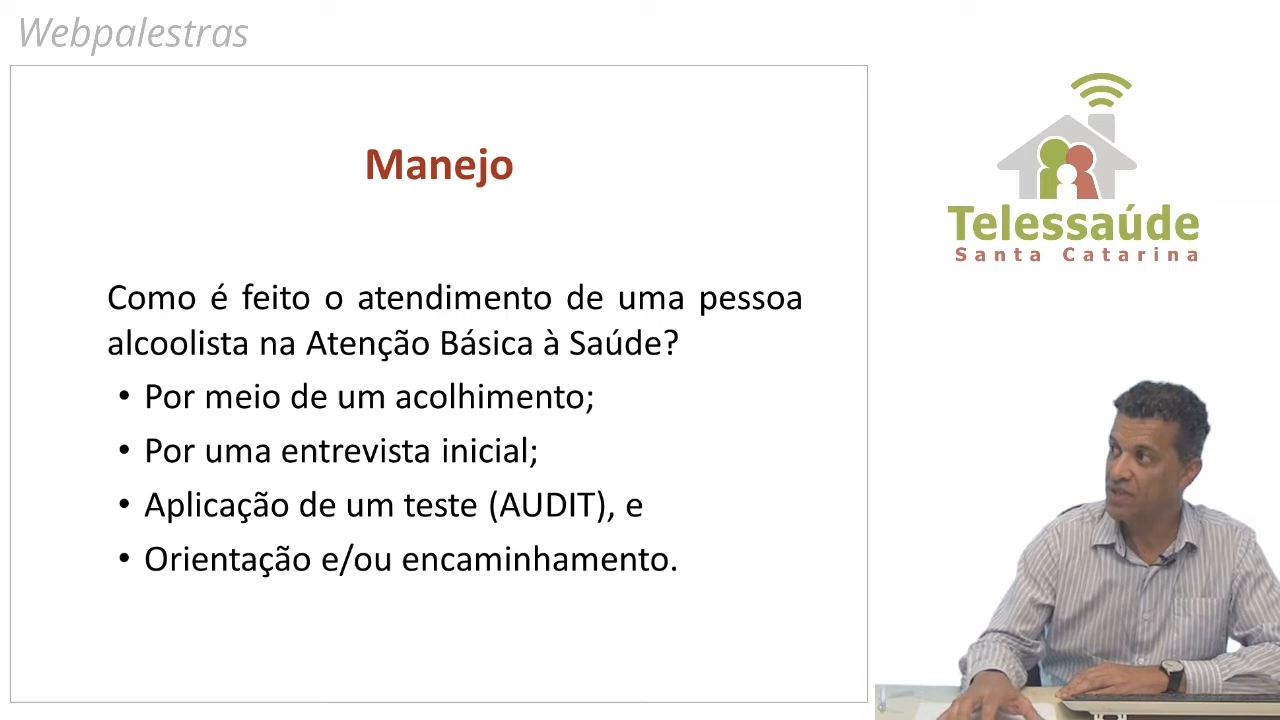 Webpalestras
Manejo
Como é feito o atendimento de uma pessoa
alcoolista na Atenção Básica à Saúde?
• Por meio de um acolhimento;
• Por uma entrevista inicial;
• Aplicação de um teste (AUDIT), e
• Orientação e/ou encaminhamento.
Telessaúde
Santa Catarina